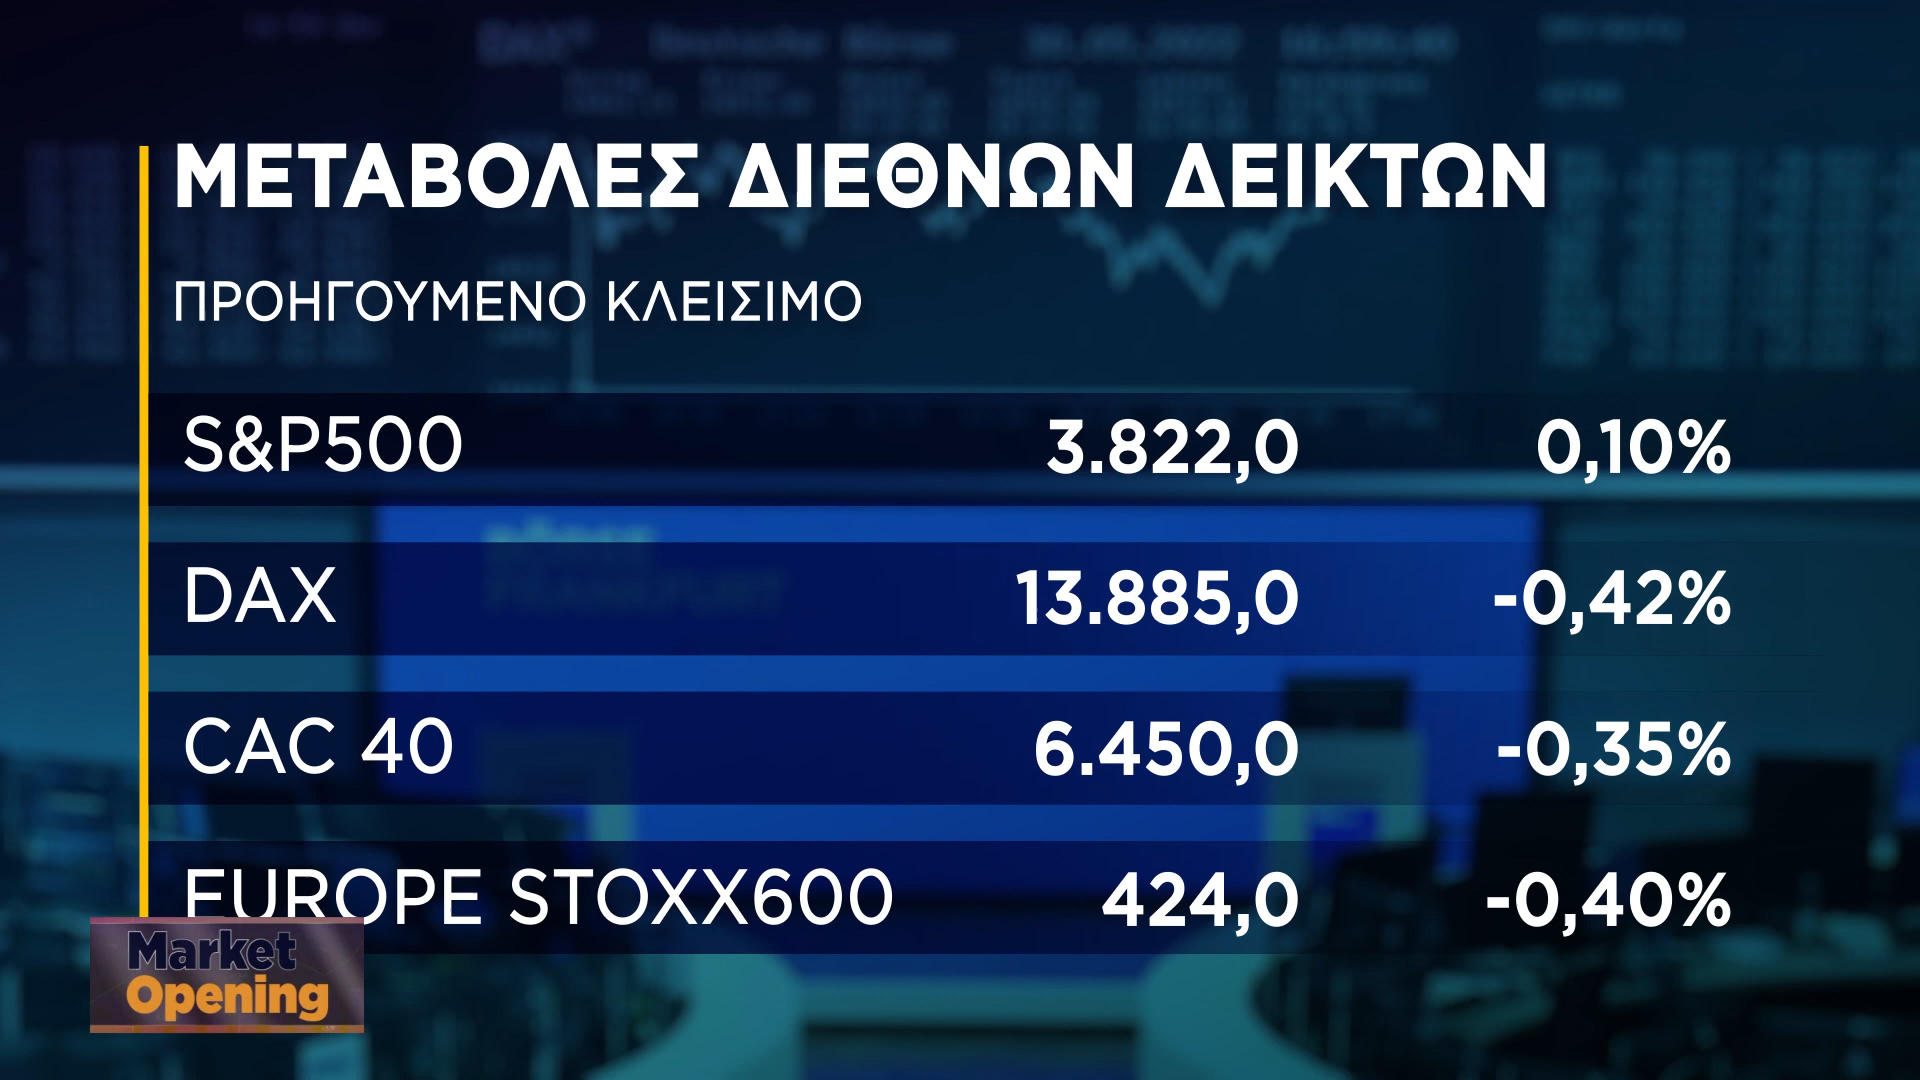 ΜΕΤΑΒΟΛΕΣ ΔΙΕΘΝΩΝ ΔΕΙΚΤΩΝ
ΠΡΟΗΓΟΥΜΕΝΟ ΚΛΕΙΣΙΜΟ
S&P500 3.822,0 0,10%
DAX 13.885,0 -0,42%
CAC 40 6.450,0 -0,35%
EUROPE STOXX600 424,0 -0,40%
Market
Opening